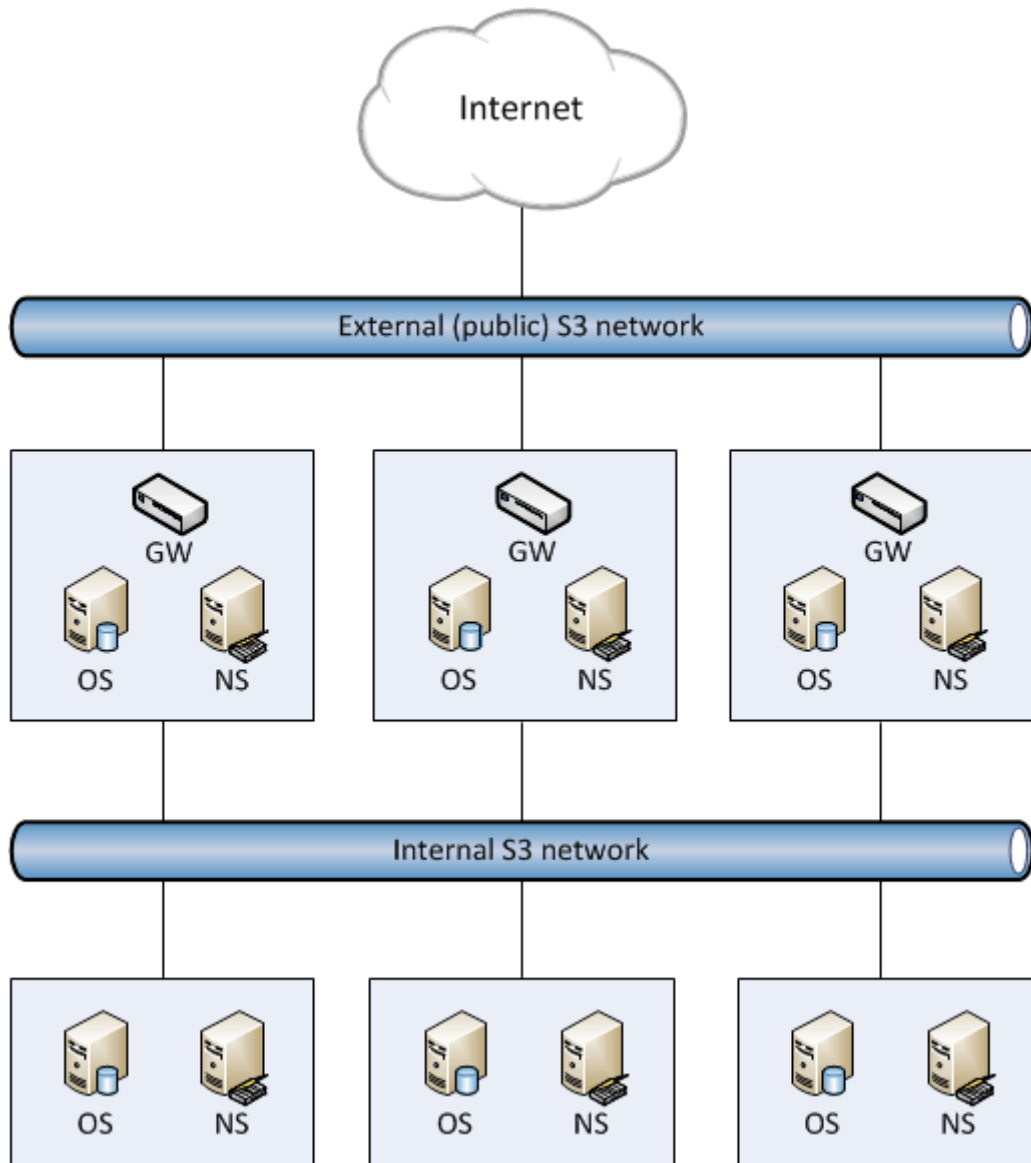 Internet
External (public) S3 network
GW GW GW
OS NS OS NS OS NS
Internal S3 network
OS NS OS NS OS NS